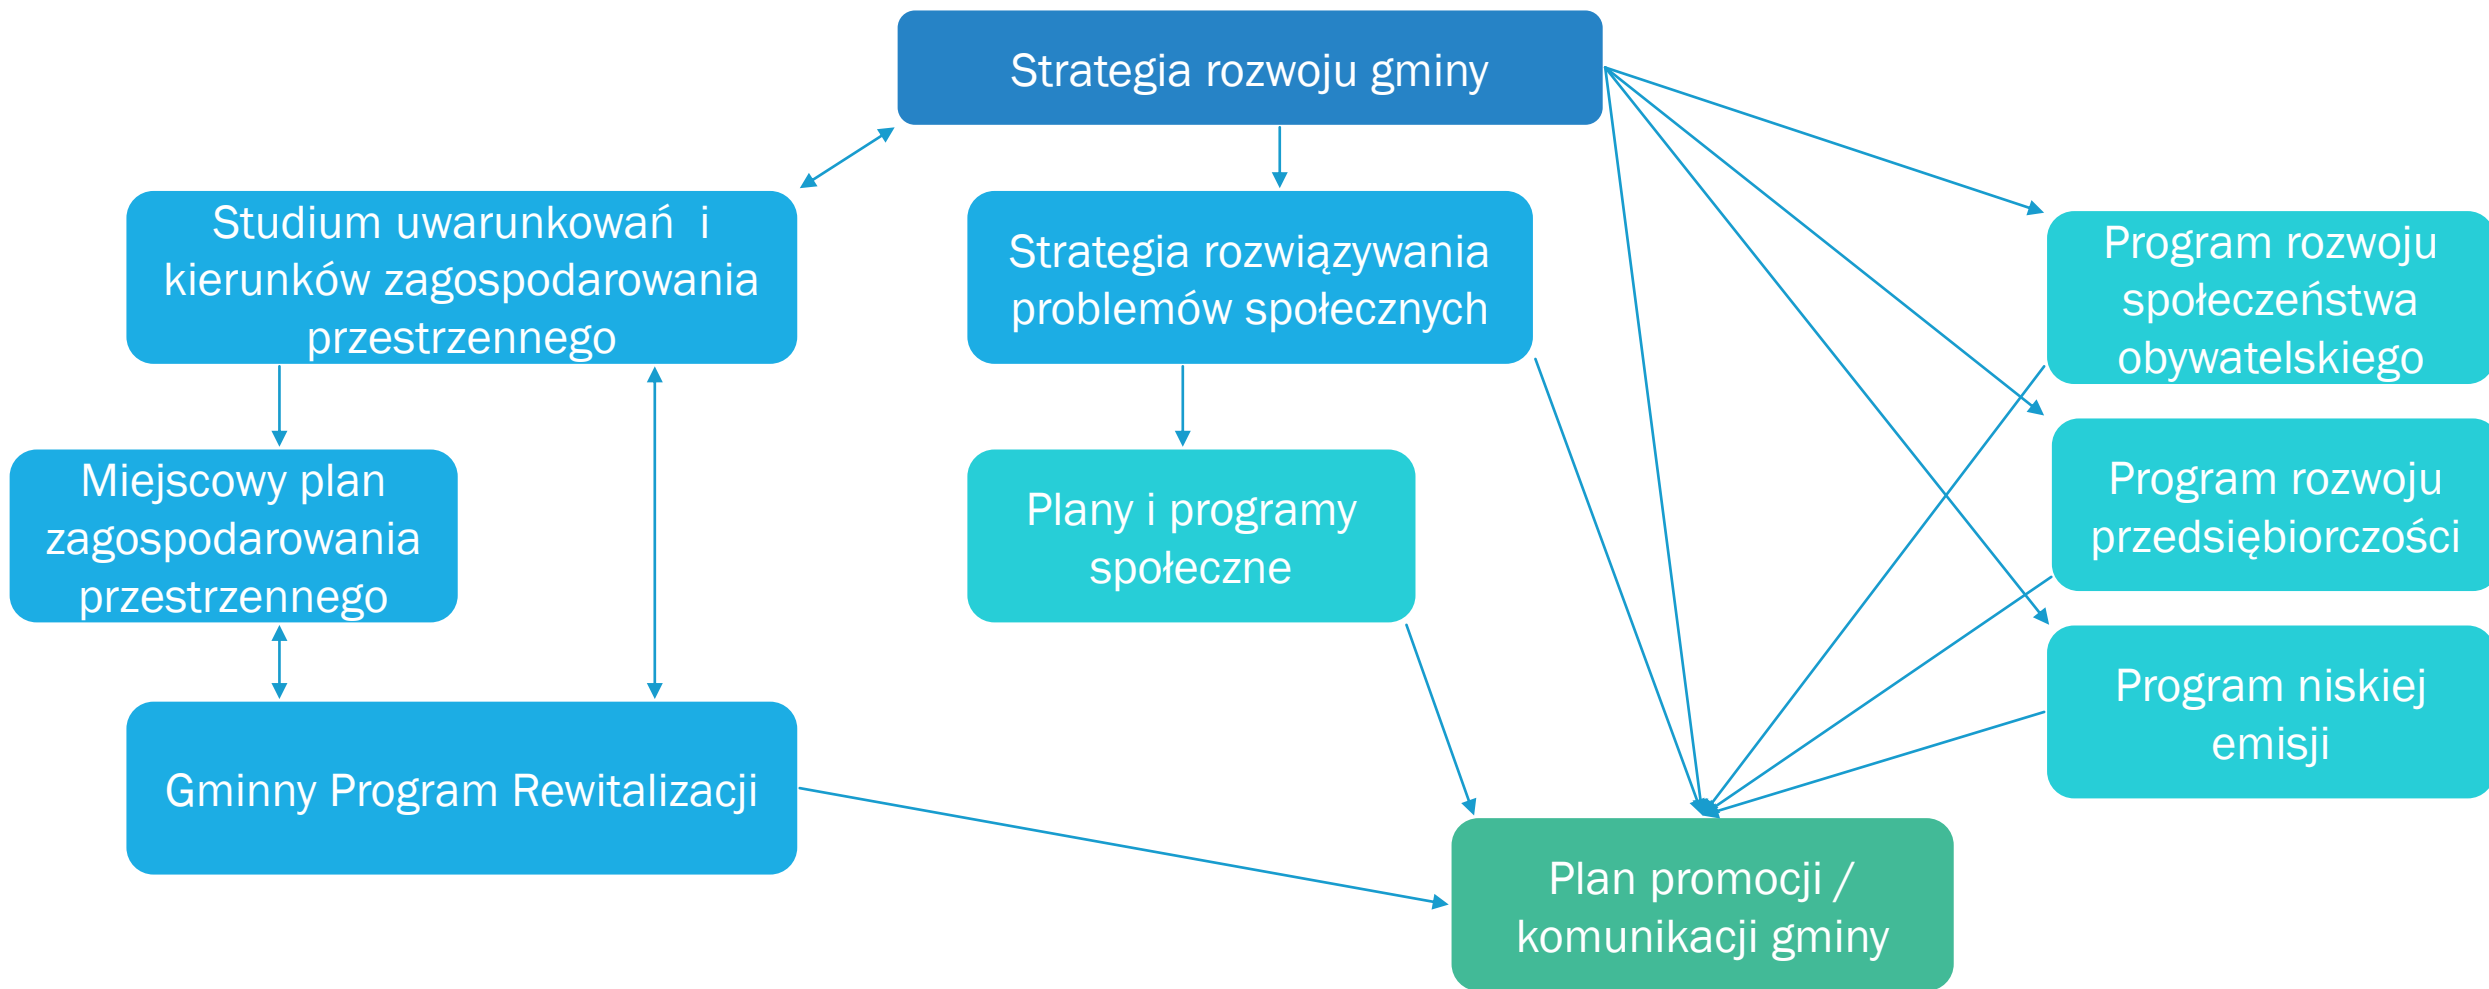 Strategia rozwoju gminy
Studium uwarunkowań i
kierunków zagospodarowania
przestrzennego
Strategia rozwiązywania
problemów społecznych
Program rozwoju
społeczeństwa
obywatelskiego
Miejscowy plan
zagospodarowania
przestrzennego
Plany i programy
społeczne
Program rozwoju
przedsiębiorczości
Program niskiej
emisji
Gminny Program Rewitalizacji
Plan promocji /
komunikacji gminy